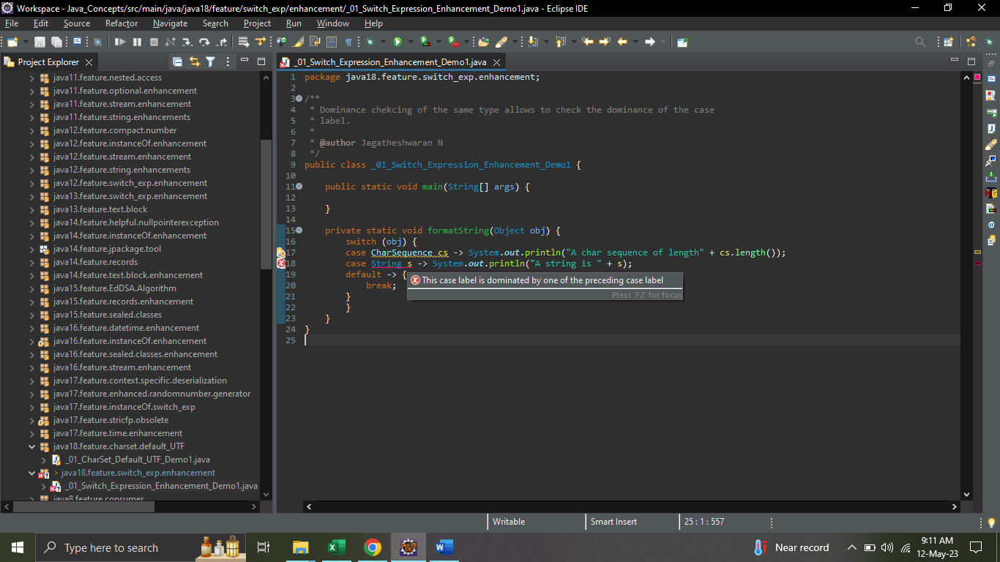 Workspace - Java_Concepts/src/main/java/java18/feature/switch_exp/enhancement/_01_Switch_Expression_Enhancement_Demo1.java - Eclipse IDE
File Edit Source Refactor Navigate Search Project Run Window Help
Project Explorer
java11.feature.nested.access
java11.feature.optional.enhancement
java11.feature.stream.enhancement
java11.feature.string.enhancements
java12.feature.compact.number
java12.feature.instanceOf.enhancement
java12.feature.stream.enhancement
java12.feature.string.enhancements
java12.feature.switch_exp.enhancement
java13.feature.switch_exp.enhancement
java13.feature.text.block
java14.feature.helpful.nullpointerexception
java14.feature.instanceOf.enhancement
java14.feature.jpackage.tool
java14.feature.records
java14.feature.text.block.enhancement
java15.feature.EdDSA.Algorithm
java15.feature.records.enhancement
java15.feature.sealed.classes
java16.feature.datetime.enhancement
java16.feature.instanceOf.enhancement
java16.feature.sealed.classes.enhancement
java16.feature.stream.enhancement
java17.feature.context.specific.deserialization
java17.feature.enhanced.randomnumber.generator
java17.feature.instanceOf.switch_exp
java17.feature.stricfp.obsolete
java17.feature.time.enhancement
java18.feature.charset.default_UTF
_01_CharSet_Default_UTF_Demo1.java
> java18.feature.switch_exp.enhancement
_01_Switch_Expression_Enhancement_Demo1.java
java8.feature.consumer
_01_Switch_Expression_Enhancement_Demo1.java
1 package java18.feature.switch_exp.enhancement;
2
3 /**
4 * Dominance chekcing of the same type allows to check the dominance of the case
5 * label.
6 *
7 * @author Jagatheshwaran N
8 */
9 public class _01_Switch_Expression_Enhancement_Demo1 {
10
11 public static void main(String[] args) {
12
13 }
14
15 private static void formatString(Object obj) {
16 switch (obj) {
17 case CharSequence cs -> System.out.println("A char sequence of length" + cs.length());
18 case String s -> System.out.println("A string is " + s);
19 default -> {
This case label is dominated by one of the preceding case label
20 break;
Press 'F2' for focus
21 }
22 }
23 }
24 }
25
Writable Smart Insert 25 : 1 : 557
Type here to search
Near record
9:11 AM
12-May-23